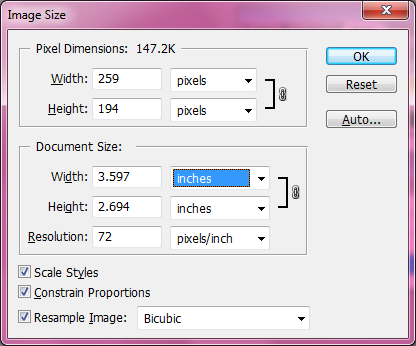 Image Size
Pixel Dimensions: 147.2K
Width: 259 pixels
Height: 194 pixels
OK
Reset
Auto...
Document Size:
Width: 3.597 inches
Height: 2.694 inches
Resolution: 72 pixels/inch
Scale Styles
Constrain Proportions
Resample Image: Bicubic